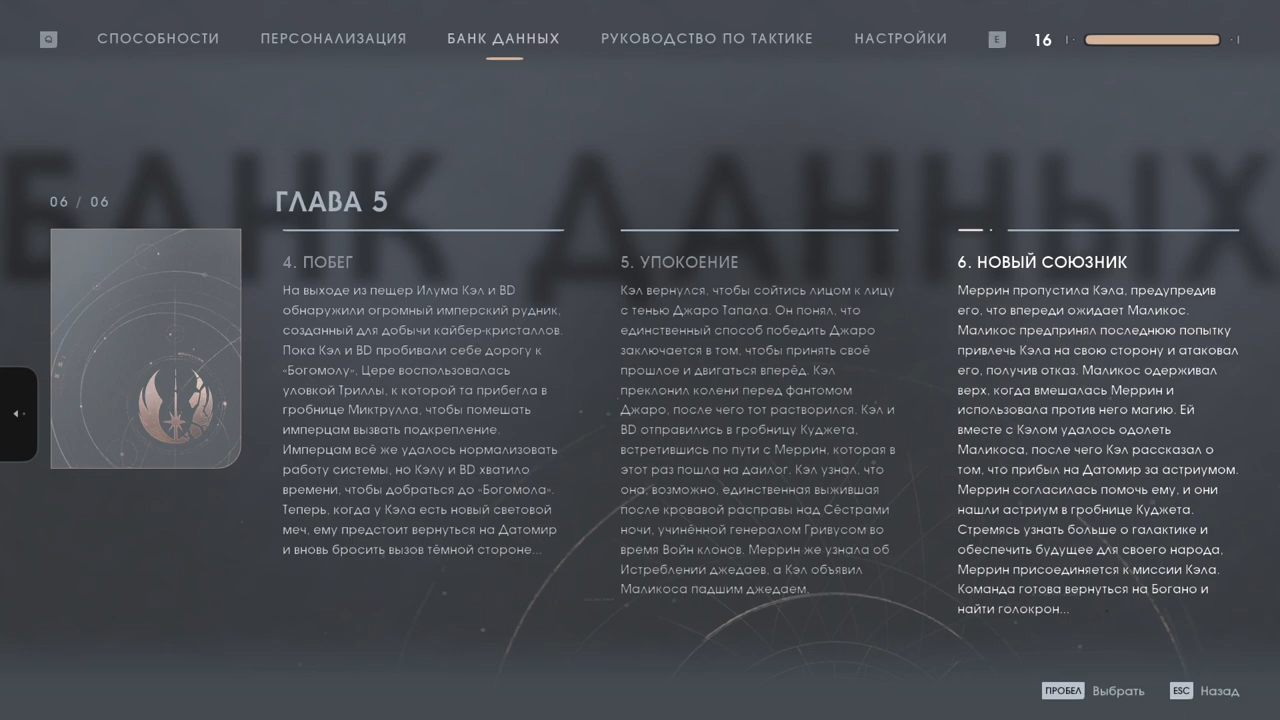 Q СПОСОБНОСТИ ПЕРСОНАЛИЗАЦИЯ БАНК ДАННЫХ РУКОВОДСТВО ПО ТАКТИКЕ НАСТРОЙКИ E 16
БАНК ДАННЫХ
06 / 06
ГЛАВА 5
4. ПОБЕГ
На выходе из пещер Илума Кэл и BD
обнаружили огромный имперский рудник,
созданный для добычи кайбер-кристаллов.
Пока Кэл и BD пробивали себе дорогу к
«Богомолу», Цере воспользовалась
уловкой Триллы, к которой та прибегла в
гробнице Миктрулла, чтобы помешать
имперцам вызвать подкрепление.
Имперцам всё же удалось нормализовать
работу системы, но Кэлу и BD хватило
времени, чтобы добраться до «Богомола».
Теперь, когда у Кэла есть новый световой
меч, ему предстоит вернуться на Датомир
и вновь бросить вызов тёмной стороне...
5. УПОКОЕНИЕ
Кэл вернулся, чтобы сойтись лицом к лицу
с тенью Джаро Тапала. Он понял, что
единственный способ победить Джаро
заключается в том, чтобы принять своё
прошлое и двигаться вперёд. Кэл
преклонил колени перед фантомом
Джаро, после чего тот растворился. Кэл и
BD отправились в гробницу Куджета,
встретившись по пути с Меррин, которая в
этот раз пошла на даилог. Кэл узнал, что
она, возможно, единственная выжившая
после кровавой расправы над Сёстрами
ночи, учинённой генералом Гривусом во
время Войн клонов. Меррин же узнала об
Истреблении джедаев, а Кэл объявил
Маликоса падшим джедаем.
6. НОВЫЙ СОЮЗНИК
Меррин пропустила Кэла, предупредив
его, что впереди ожидает Маликос.
Маликос предпринял последнюю попытку
привлечь Кэла на свою сторону и атаковал
его, получив отказ. Маликос одерживал
верх, когда вмешалась Меррин и
использовала против него магию. Ей
вместе с Кэлом удалось одолеть
Маликоса, после чего Кэл рассказал о
том, что прибыл на Датомир за астриумом.
Меррин согласилась помочь ему, и они
нашли астриум в гробнице Куджета.
Стремясь узнать больше о галактике и
обеспечить будущее для своего народа,
Меррин присоединяется к миссии Кэла.
Команда готова вернуться на Богано и
найти голокрон...
ПРОБЕЛ Выбрать ESC Назад